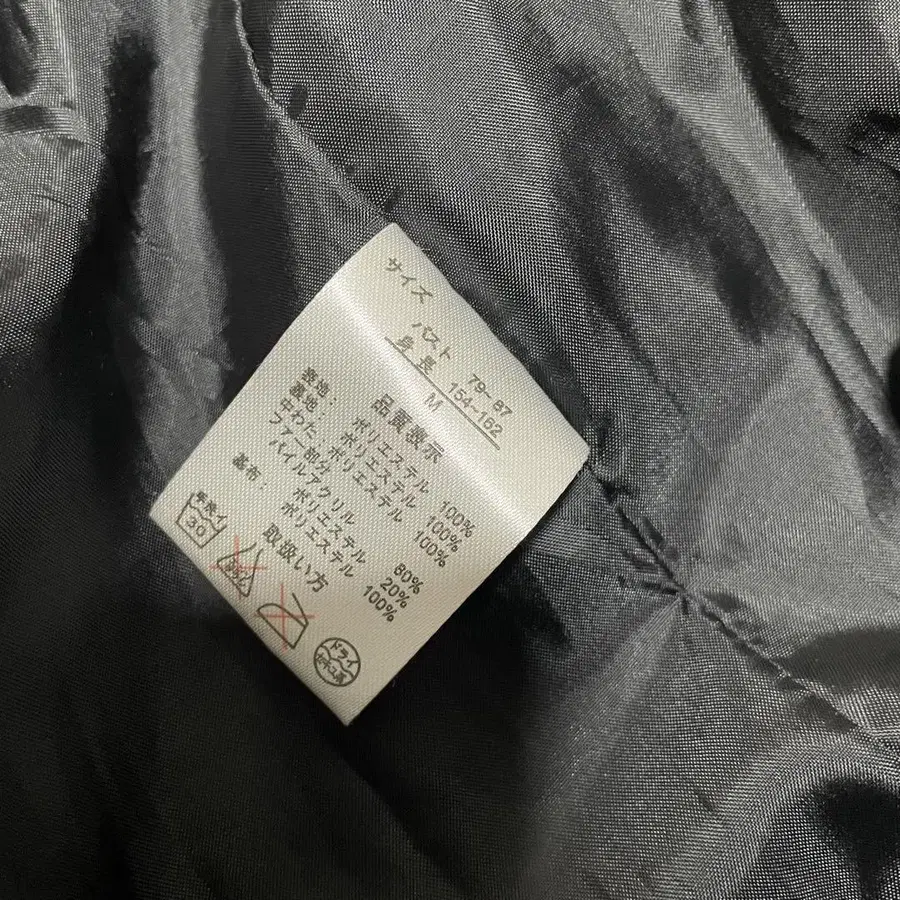 サイズ
バスト 79-87
身長 154~162
M
品質表示
表地: ポリエステル 100%
裏地: ポリエステル 100%
中わた: ポリエステル 100%
ファー部分
パイルアクリル 80%
ポリエステル 20%
基布: ポリエステル 100%
取扱い方
手洗イ
30
ドライ